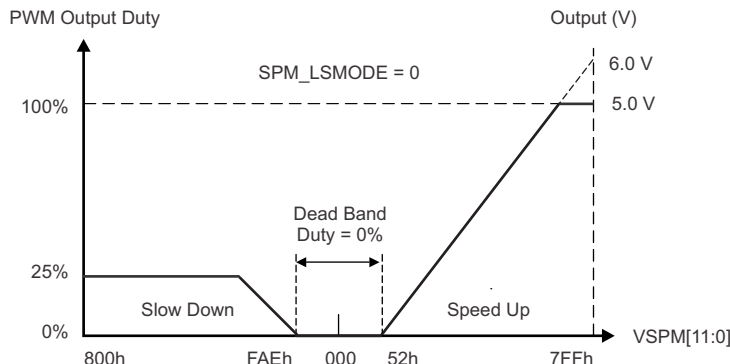 PWM Output Duty
Output (V)
SPM_LSMODE = 0
6.0 V
100%
5.0 V
Dead Band
Duty = 0%
25%
Slow Down
Speed Up
0%
VSPM[11:0]
800h
FAEh
000
52h
7FFh